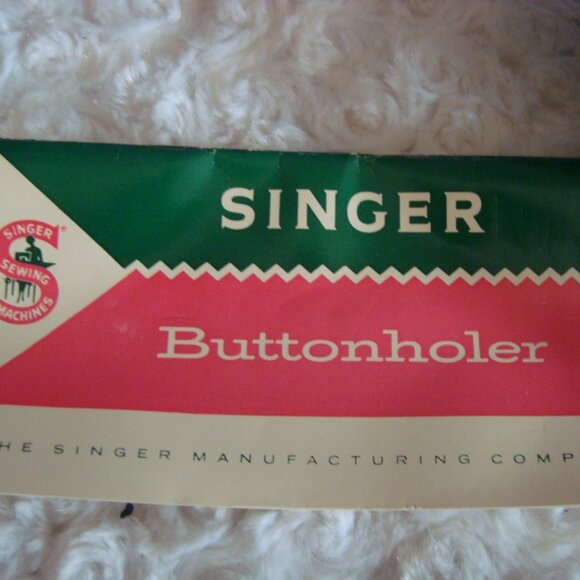 SINGER
SINGER
SEWING
MACHINES
Buttonholer
HE SINGER MANUFACTURING COMP